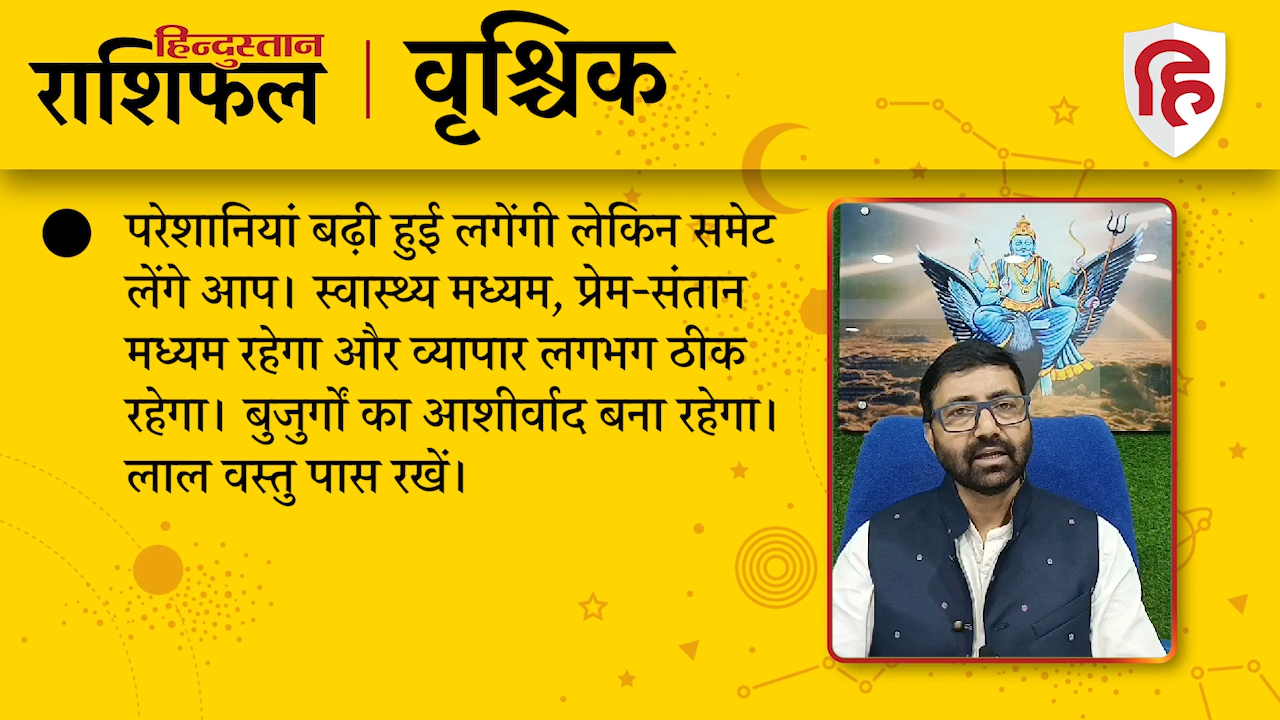 हिन्दुस्तान
राशिफल
वृश्चिक
हि
परेशानियां बढ़ी हुई लगेंगी लेकिन समेट
लेंगे आप। स्वास्थ्य मध्यम, प्रेम-संतान
मध्यम रहेगा और व्यापार लगभग ठीक
रहेगा। बुजुर्गों का आशीर्वाद बना रहेगा।
लाल वस्तु पास रखें।